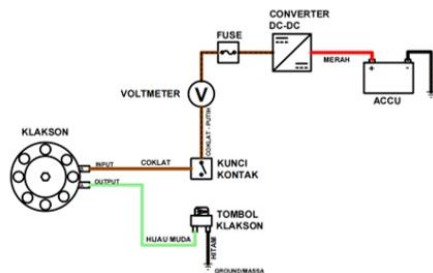 CONVERTER
DC-DC
FUSE
MERAH
+
-
ACCU
VOLTMETER
V
COKLAT - PUTIH
KLAKSON
INPUT
COKLAT
KUNCI
KONTAK
OUTPUT
TOMBOL
KLAKSON
HIJAU MUDA
HITAM
GROUND/MASSA